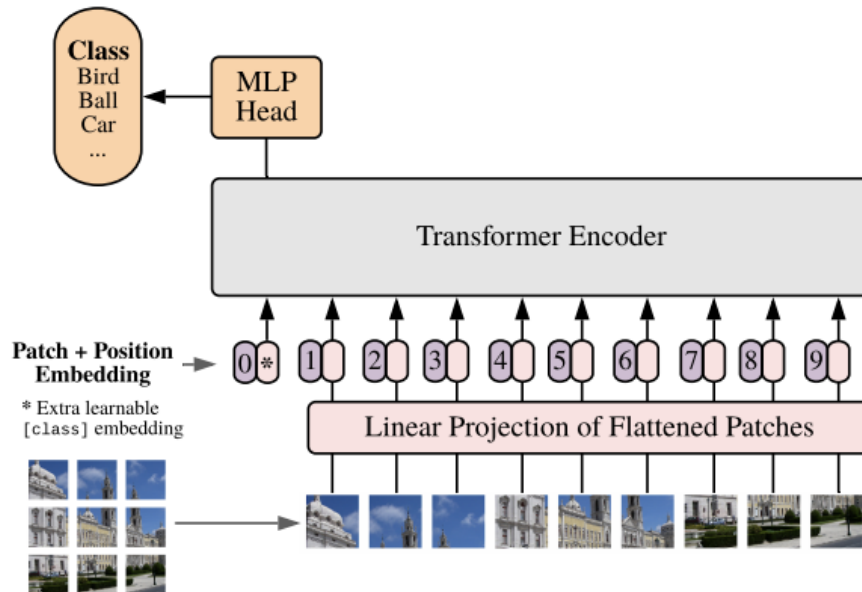 Class
Bird
Ball
Car
...
MLP
Head
Transformer Encoder
Patch + Position
Embedding
0 * 1 2 3 4 5 6 7 8 9
* Extra learnable
[class] embedding
Linear Projection of Flattened Patches